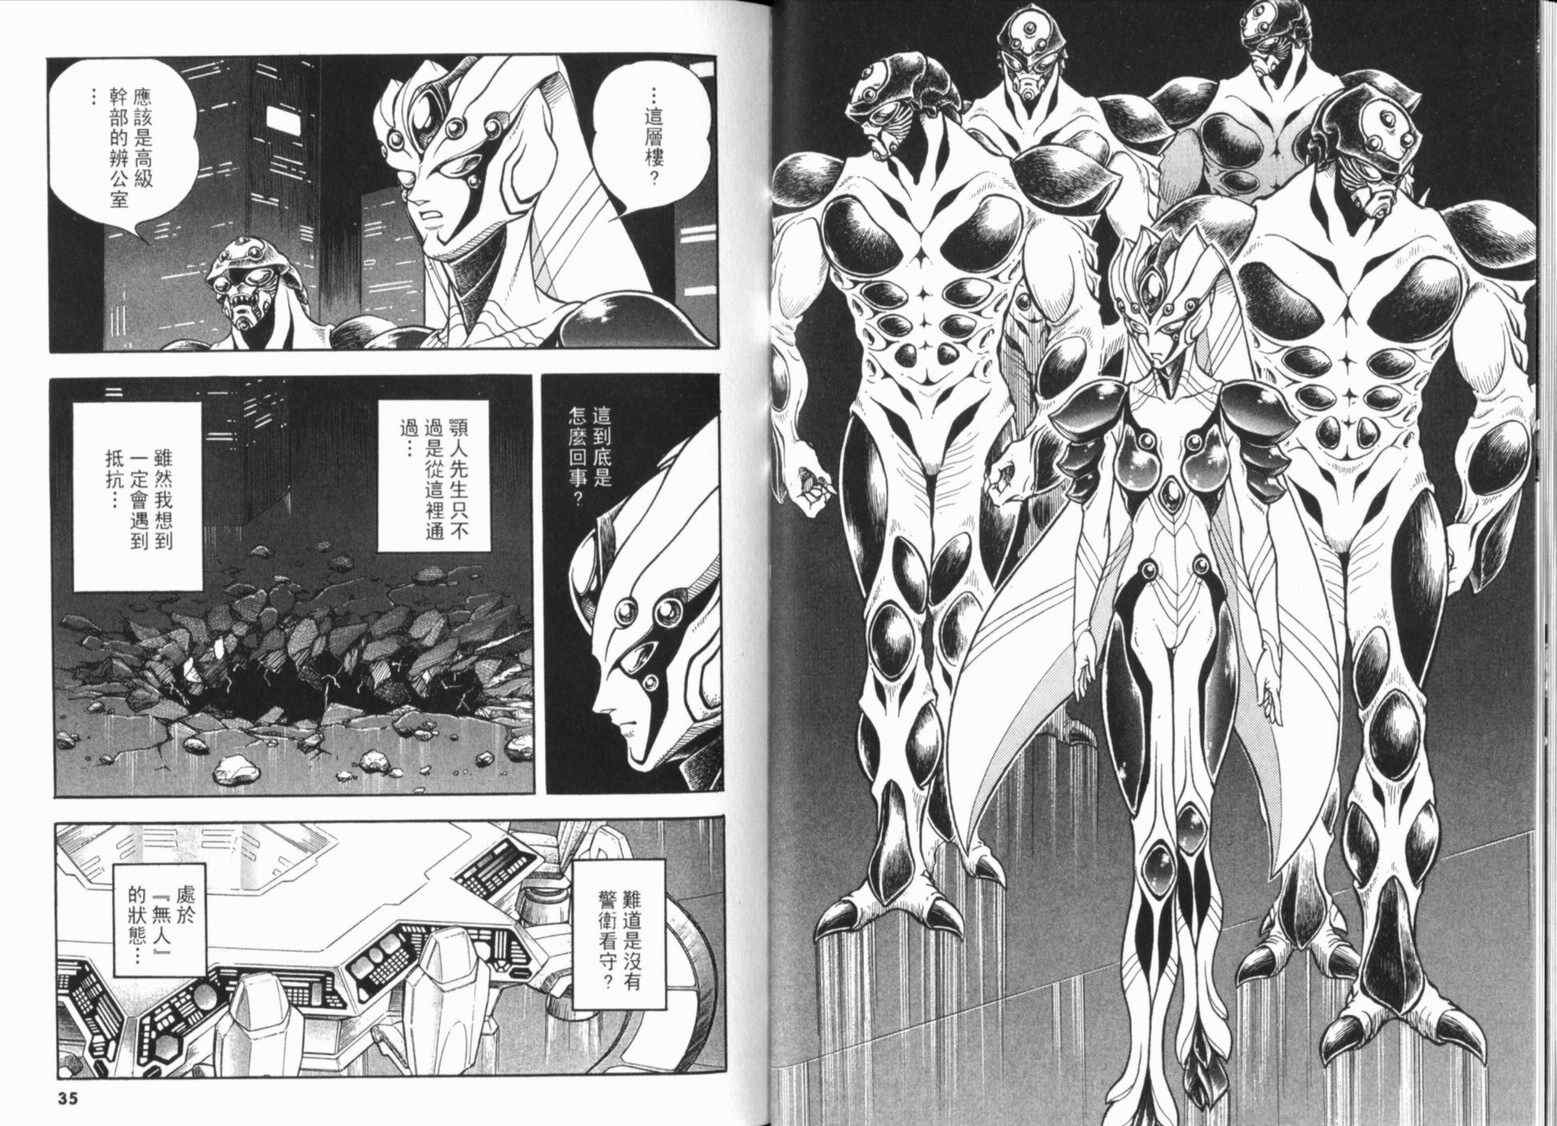 …這層樓?
應該是高級
幹部的辨公室
…
這到底是
怎麼回事?
顎人先生只不
過是從這裡通
過…
雖然我想到
一定會遇到
抵抗…
難道是沒有
警衛看守?
處於
『無人』
的狀態…
35